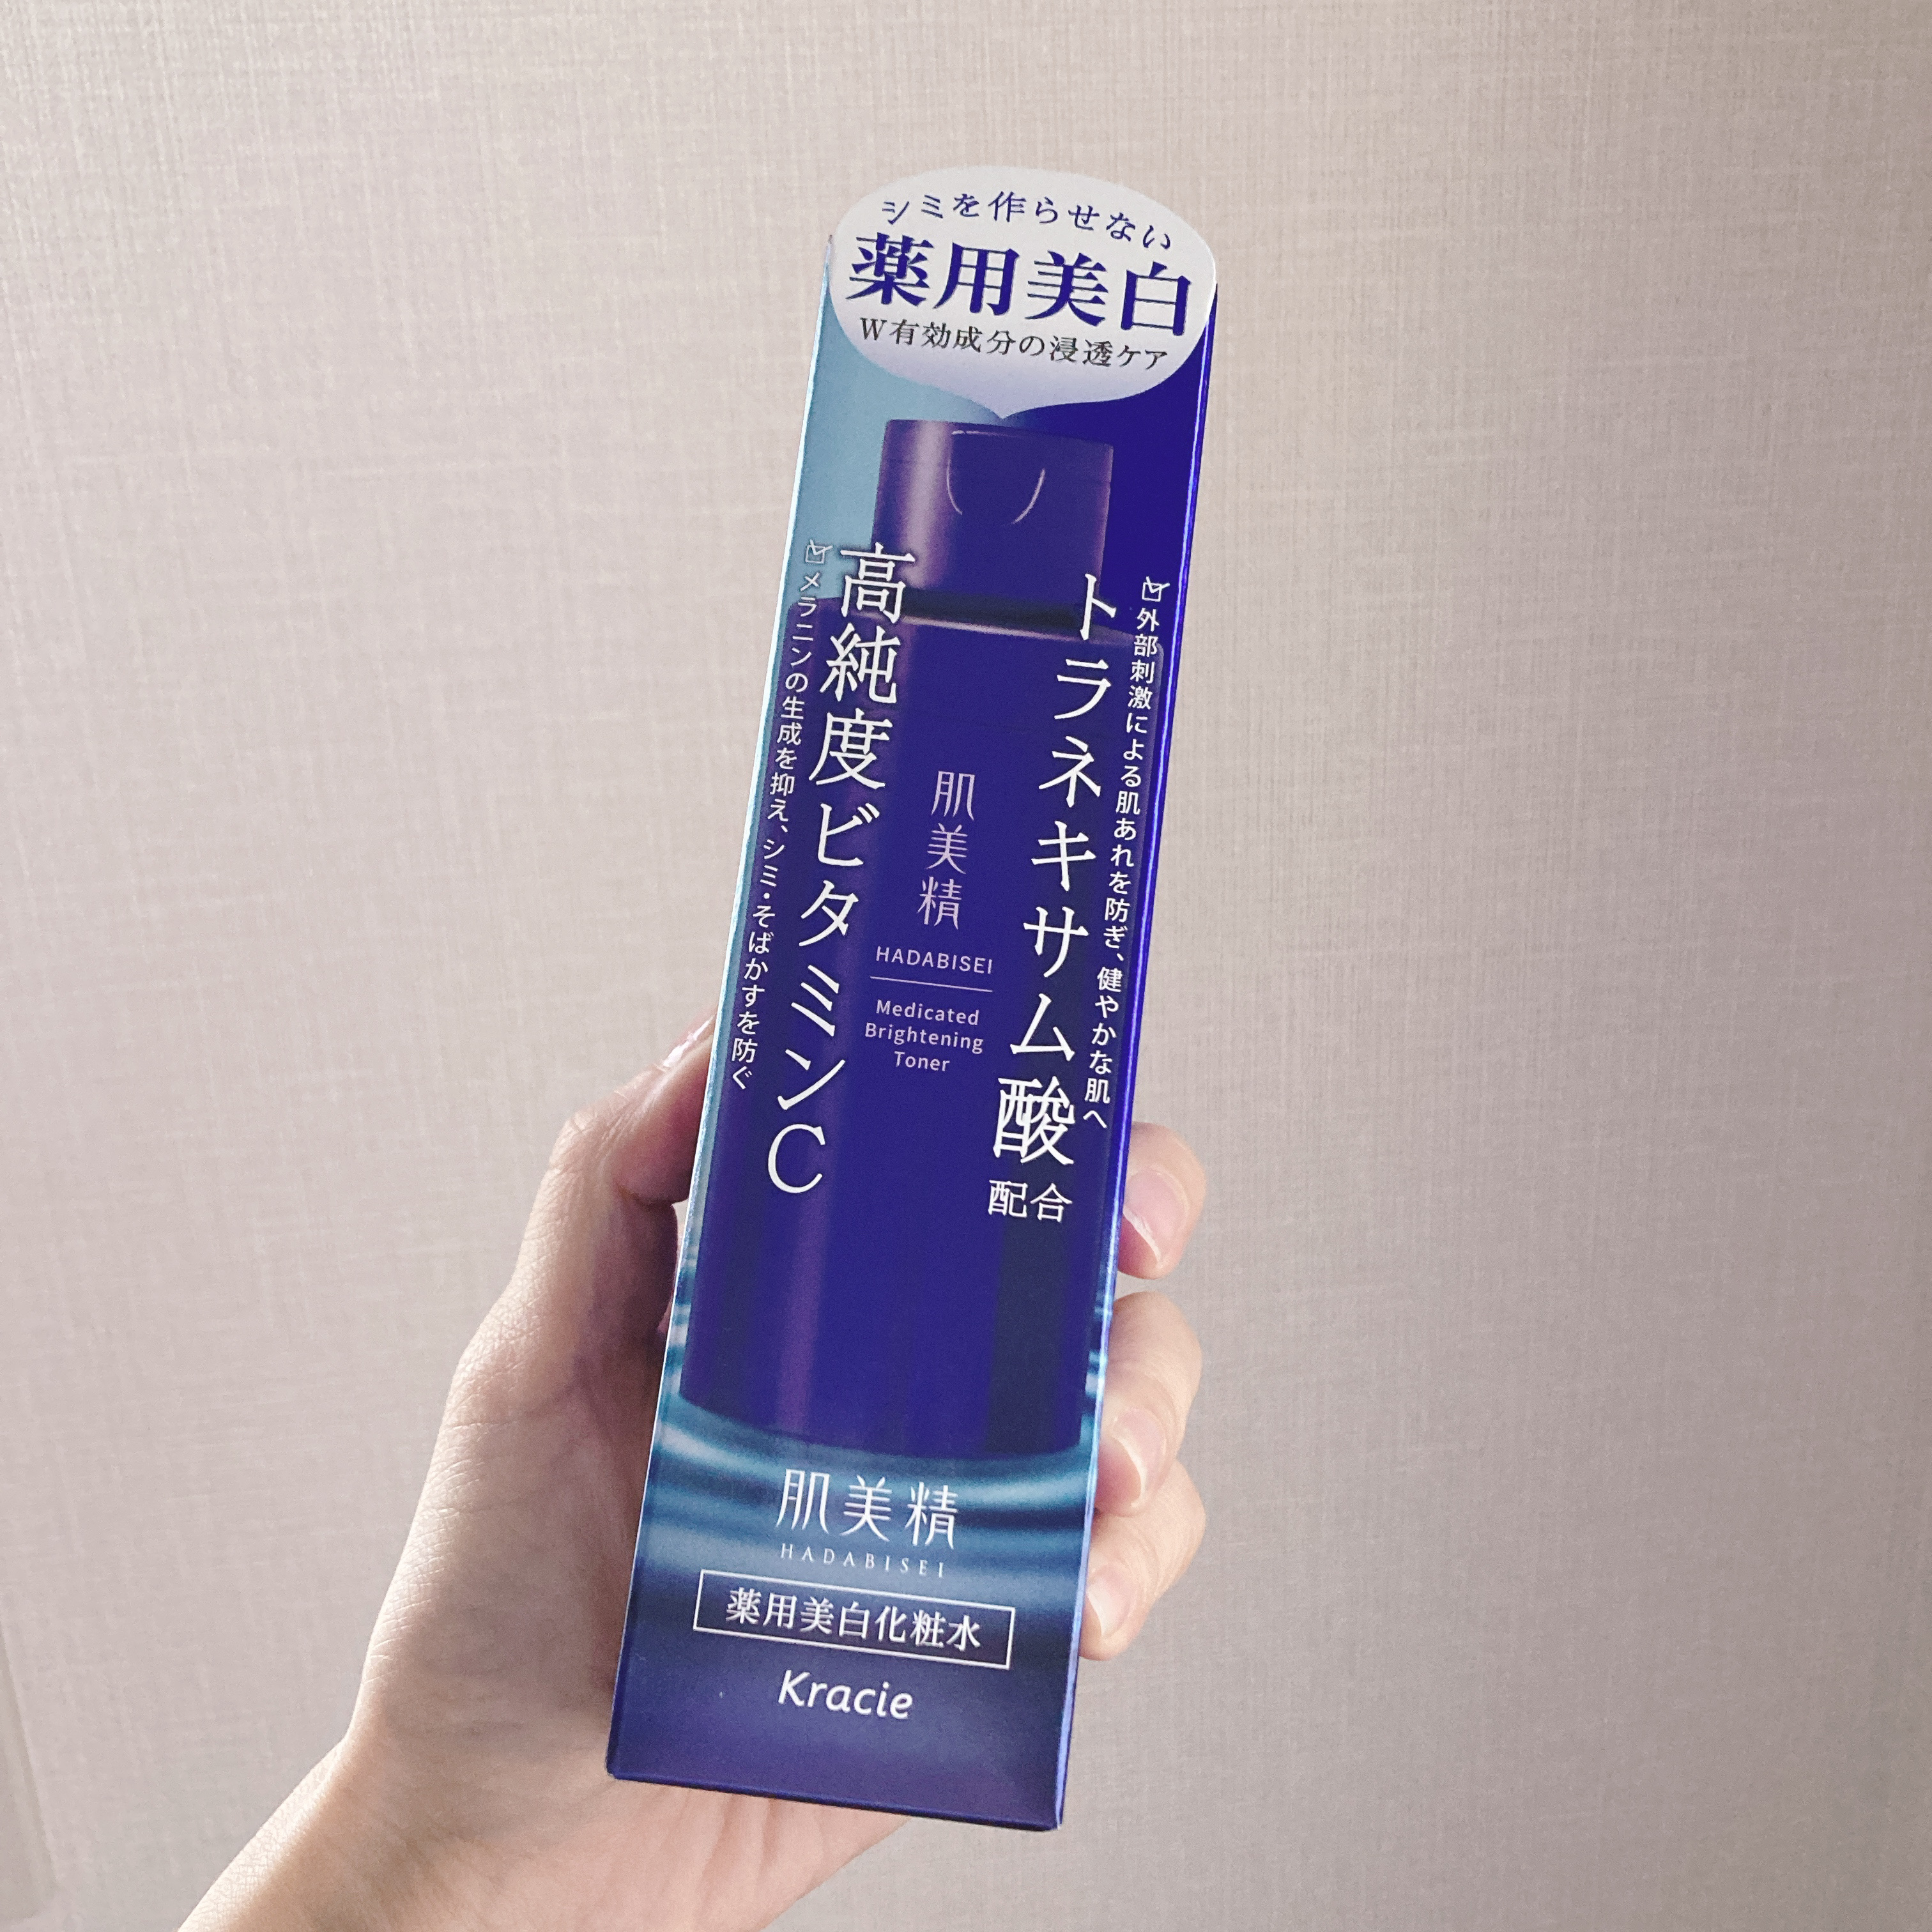 シミを作らせない
薬用美白
W有効成分の浸透ケア
外部刺激による肌あれを防ぎ、健やかな肌へ
トラネキサム酸
配合
高純度ビタミンC
メラニンの生成を抑え、シミ・そばかすを防ぐ
肌美精
HADABISEI
Medicated
Brightening
Toner
肌美精
HADABISEI
薬用美白化粧水
Kracie